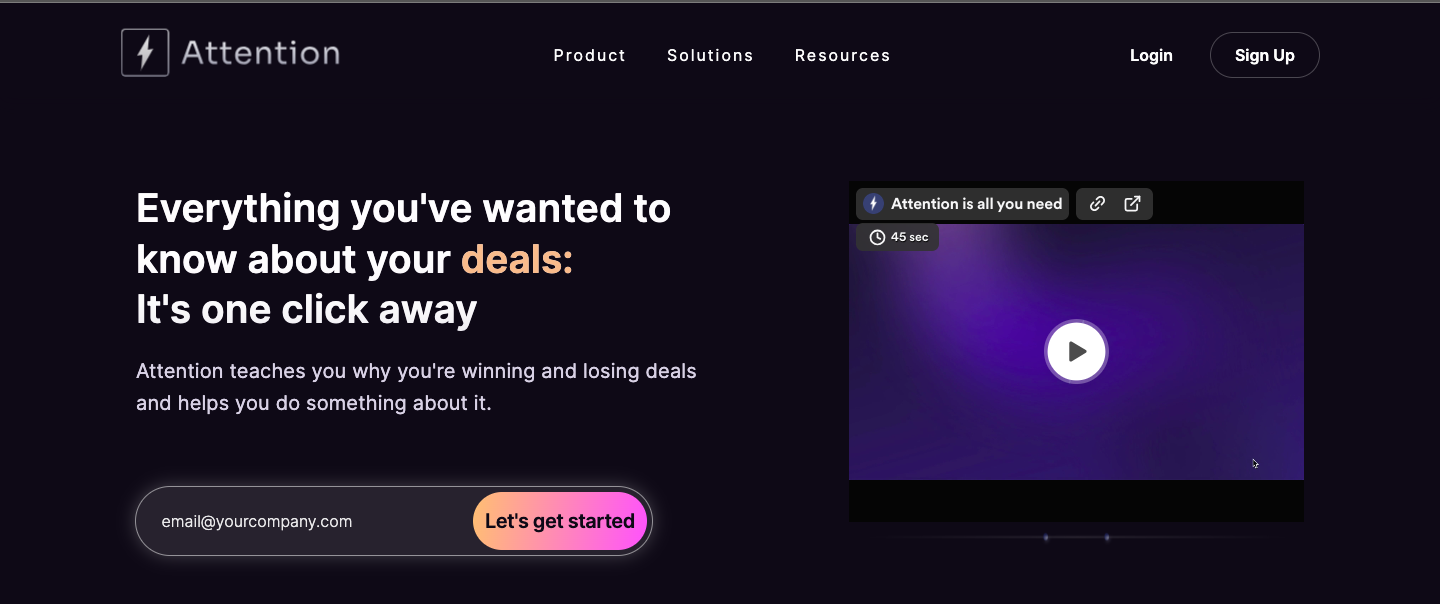 Attention
Product Solutions Resources
Login Sign Up
Everything you've wanted to
know about your deals:
It's one click away
Attention teaches you why you're winning and losing deals
and helps you do something about it.
email@yourcompany.com
Let's get started
Attention is all you need
45 sec